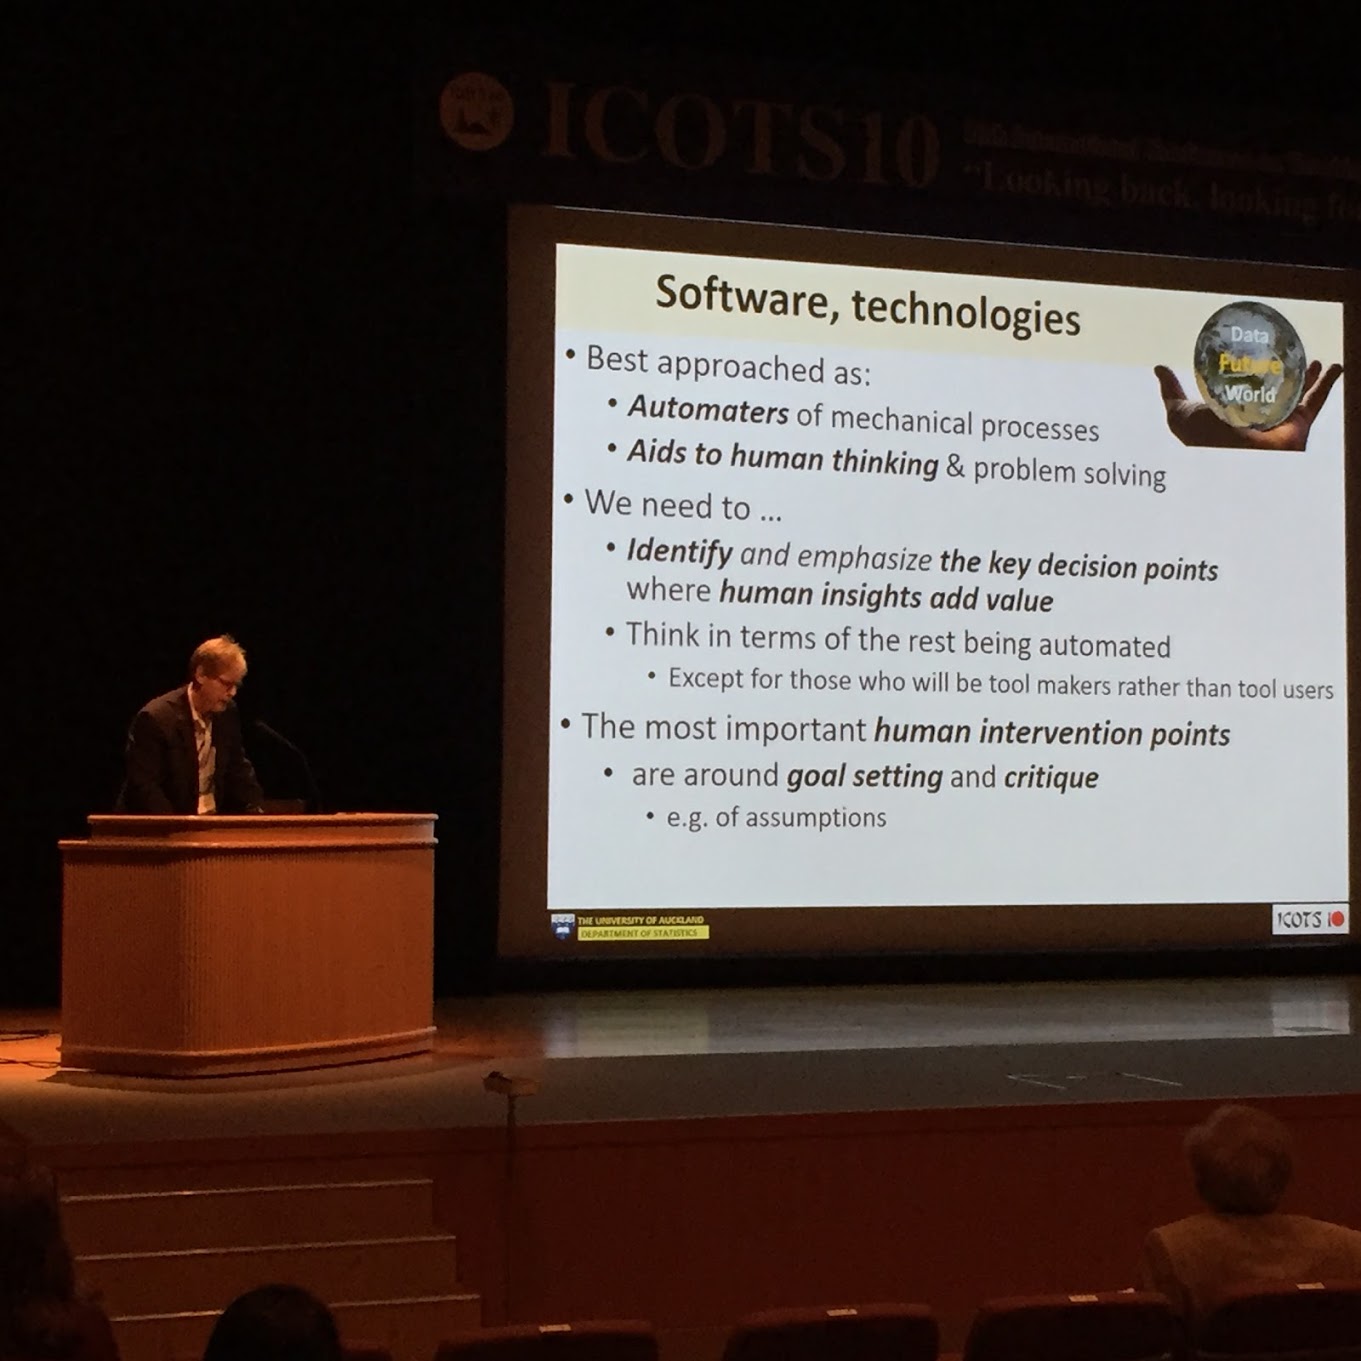 ICOTS10
"Looking back, looking
Software, technologies
Data
Future
World
• Best approached as:
• Automaters of mechanical processes
• Aids to human thinking & problem solving
• We need to ...
• Identify and emphasize the key decision points
where human insights add value
• Think in terms of the rest being automated
• Except for those who will be tool makers rather than tool users
• The most important human intervention points
• are around goal setting and critique
• e.g. of assumptions
THE UNIVERSITY OF AUCKLAND
DEPARTMENT OF STATISTICS
ICOTS 10